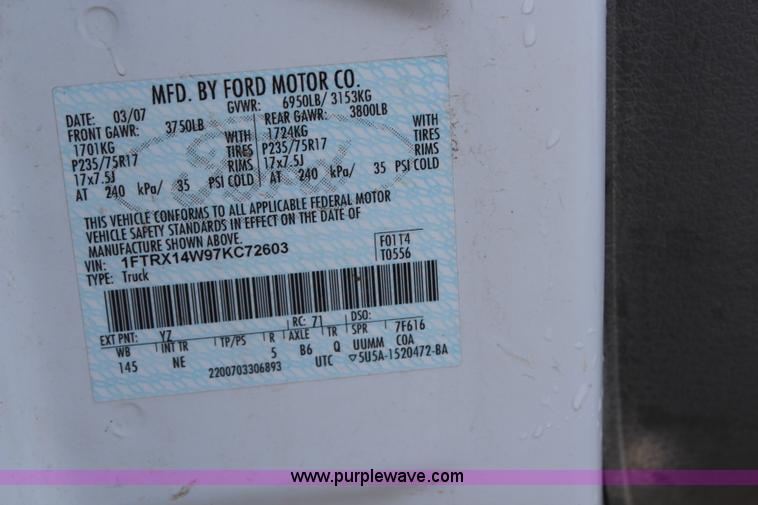 MFD. BY FORD MOTOR CO.
DATE: 03/07 GVWR: 6950LB/ 3153KG
FRONT GAWR: 3750LB REAR GAWR: 3800LB
1701KG WITH 1724KG WITH
P235/75R17 TIRES P235/75R17 TIRES
17x7.5J RIMS 17x7.5J RIMS
AT 240 kPa/ 35 PSI COLD AT 240 kPa/ 35 PSI COLD
THIS VEHICLE CONFORMS TO ALL APPLICABLE FEDERAL MOTOR
VEHICLE SAFETY STANDARDS IN EFFECT ON THE DATE OF
MANUFACTURE SHOWN ABOVE.
VIN: 1FTRX14W97KC72603 F01T4
TYPE: Truck T0556
EXT PNT: YZ RC: 71 DSO:
WB INT TR TP/PS R AXLE TR SPR 7F616
145 NE 5 B6 Q UUMM COA
2200703306893 UTC ▽5U5A-1520472-BA
www.purplewave.com